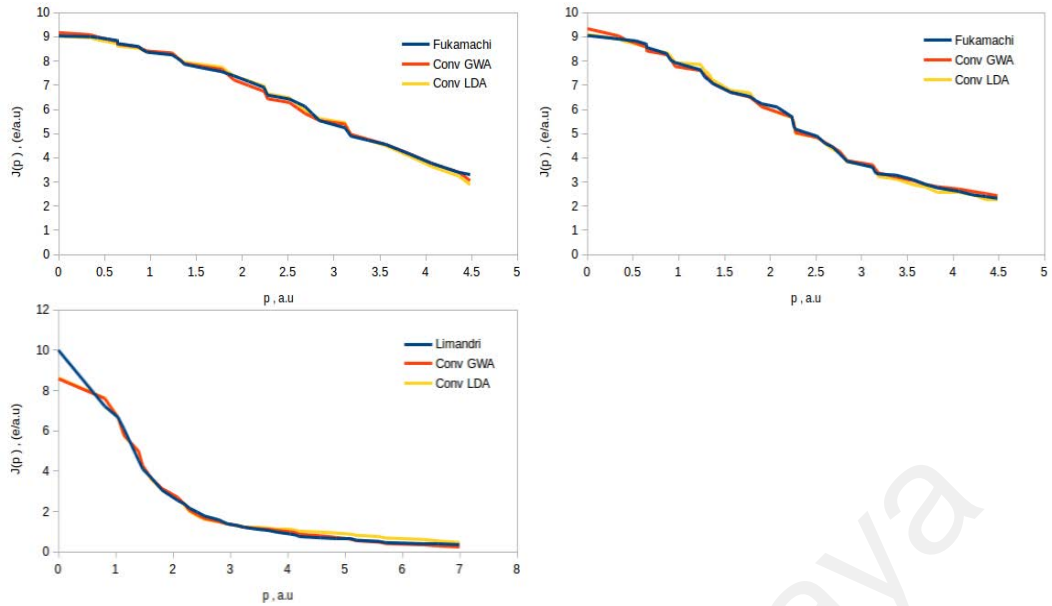 10
9
8
7
6
5
4
3
2
1
0
J(p ) , (e/a.u)
Fukamachi
Conv GWA
Conv LDA
0 0.5 1 1.5 2 2.5 3 3.5 4 4.5 5
p , a.u
10
9
8
7
6
5
4
3
2
1
0
J(p ) , (e/a.u)
Fukamachi
Conv GWA
Conv LDA
0 0.5 1 1.5 2 2.5 3 3.5 4 4.5 5
p , a.u
12
10
8
6
4
2
0
J(p ) , (e/a.u)
Limandri
Conv GWA
Conv LDA
0 1 2 3 4 5 6 7 8
p , a.u
aya